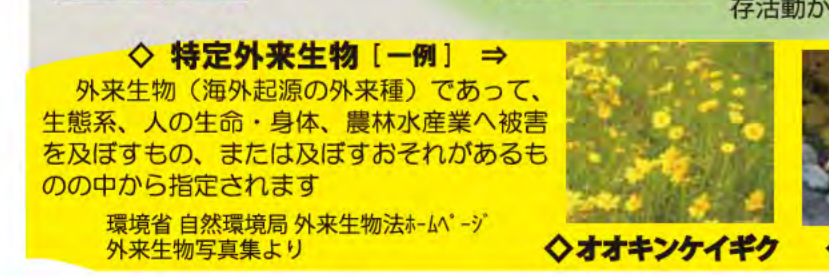 存活動か
◇ 特定外来生物［一例］ ⇒
外来生物（海外起源の外来種）であって、
生態系、人の生命・身体、農林水産業へ被害
を及ぼすもの、または及ぼすおそれがあるも
のの中から指定されます
環境省 自然環境局 外来生物法ﾎｰﾑﾍﾟｰｼﾞ
外来生物写真集より
◇オオキンケイギク